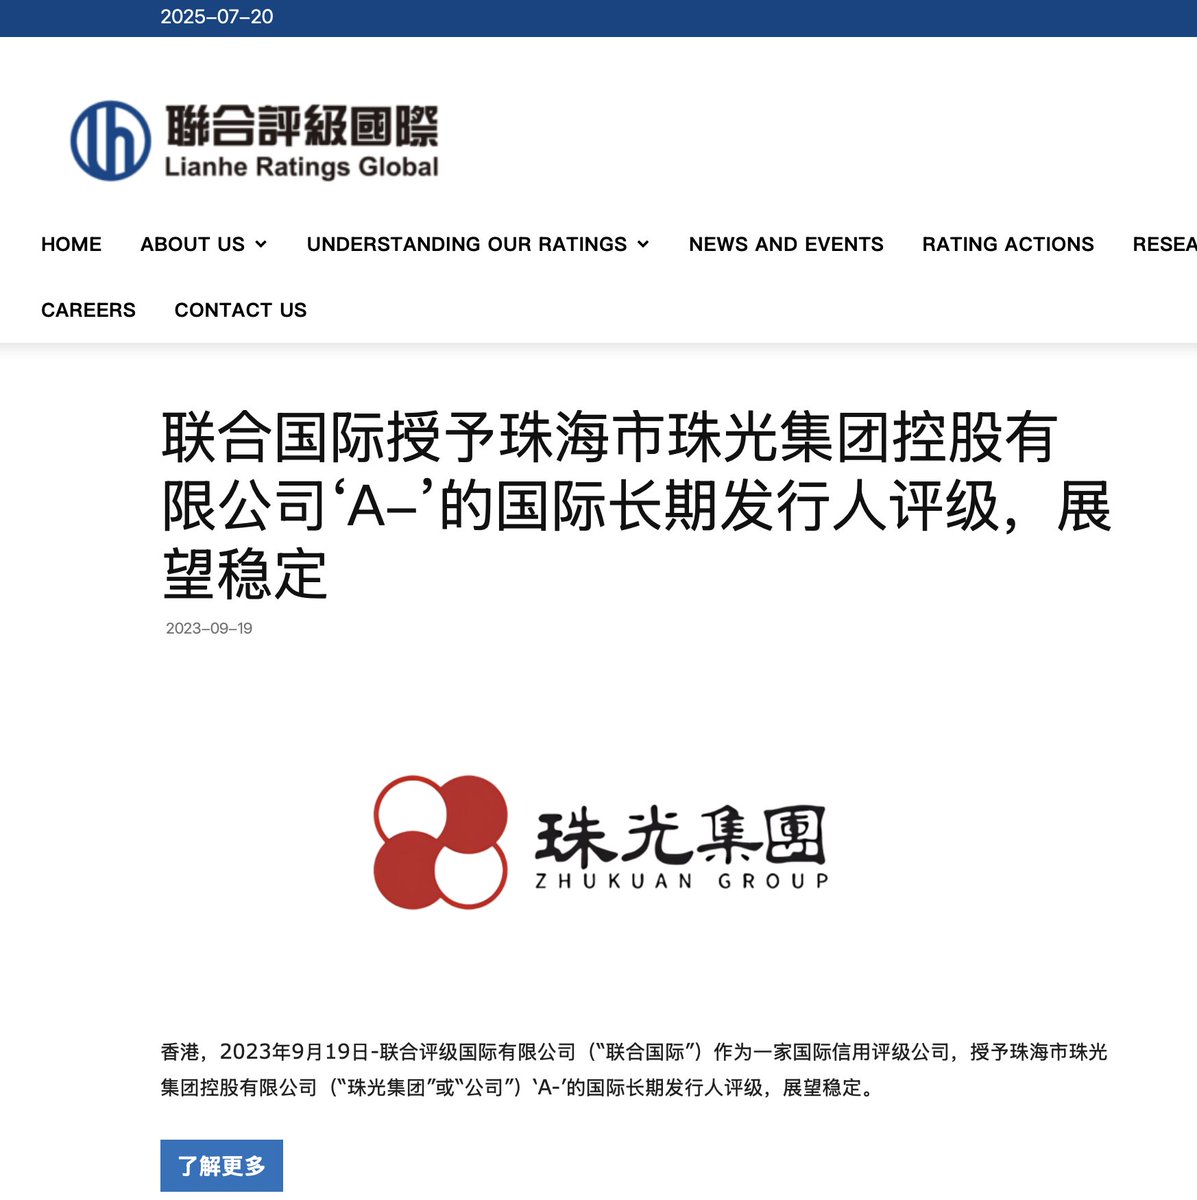 2025-07-20
聯合評級國際
Lianhe Ratings Global
HOME ABOUT US UNDERSTANDING OUR RATINGS NEWS AND EVENTS RATING ACTIONS RESEA
CAREERS CONTACT US
联合国际授予珠海市珠光集团控股有
限公司‘A-’的国际长期发行人评级，展
望稳定
2023-09-19
珠光集團
ZHUKUAN GROUP
香港，2023年9月19日-联合评级国际有限公司（“联合国际”）作为一家国际信用评级公司，授予珠海市珠光
集团控股有限公司（“珠光集团”或“公司”）‘A-’的国际长期发行人评级，展望稳定。
了解更多